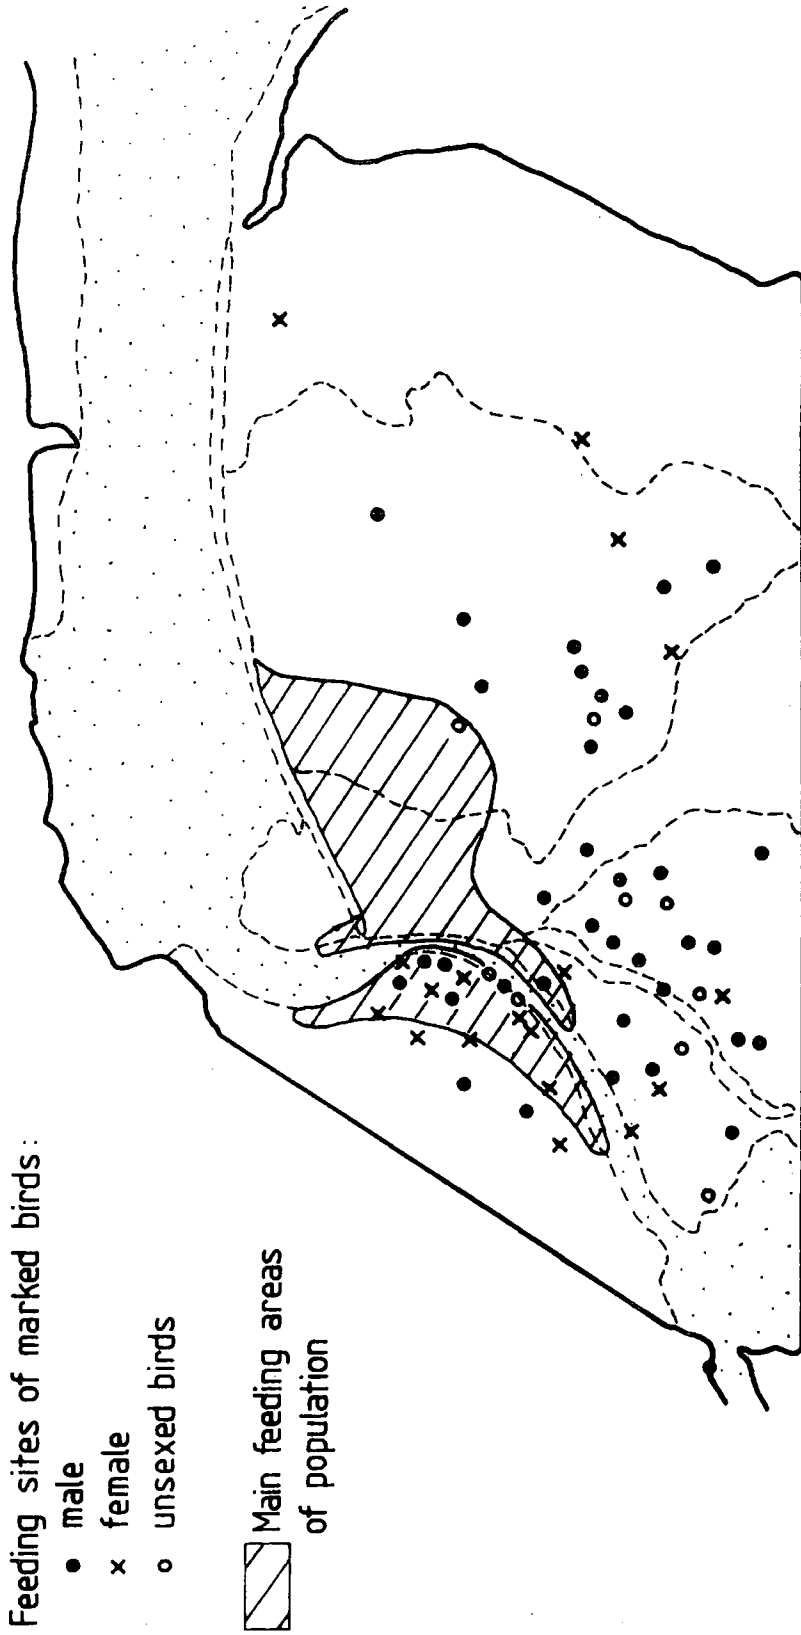 Feeding sites of marked birds:
male
female
unsexed birds
Main feeding areas
of population